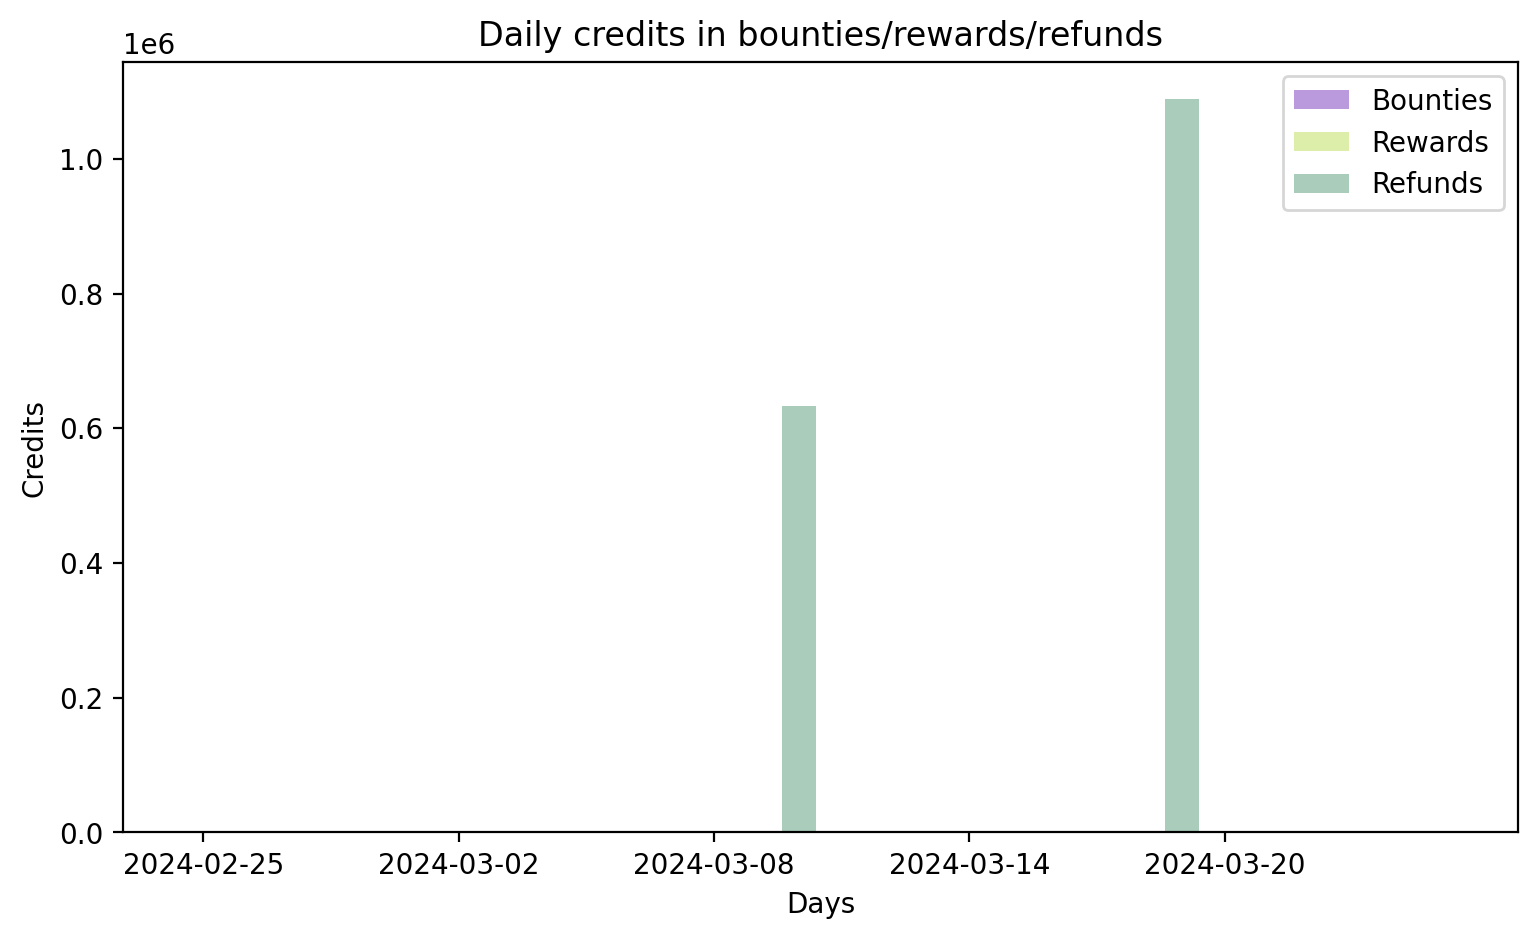 Daily credits in bounties/rewards/refunds
1e6
Bounties
Rewards
Refunds
1.0
0.8
0.6
0.4
0.2
0.0
Credits
2024-02-25 2024-03-02 2024-03-08 2024-03-14 2024-03-20
Days